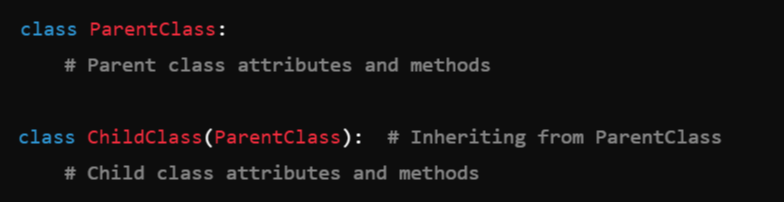 class ParentClass:
    # Parent class attributes and methods
class ChildClass(ParentClass):  # Inheriting from ParentClass
    # Child class attributes and methods